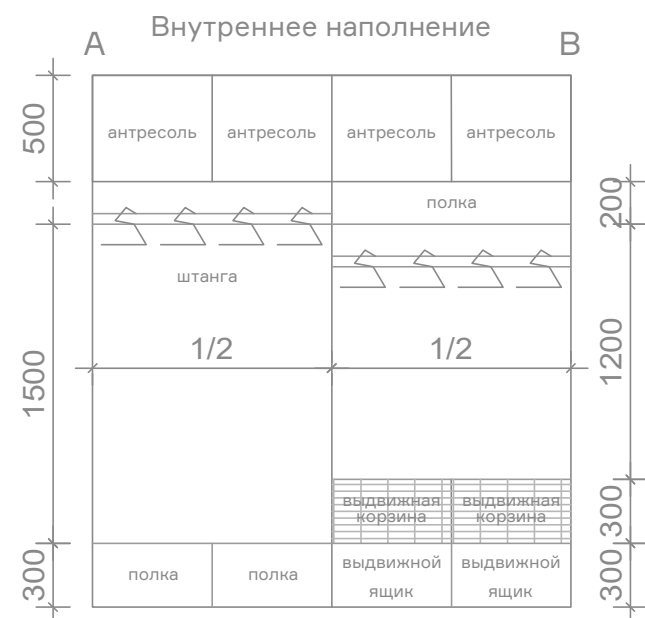 Внутреннее наполнение
А В
500
антресоль антресоль антресоль антресоль
полка
200
штанга
1/2 1/2
1500
1200
выдвижная корзина
выдвижная корзина
300
300
полка полка
выдвижной ящик
выдвижной ящик
300